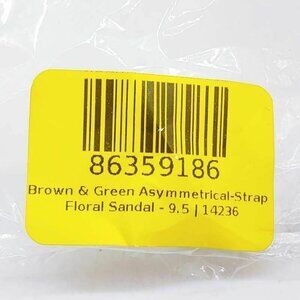 86359186
Brown & Green Asymmetrical-Strap
Floral Sandal - 9.5 | 14236